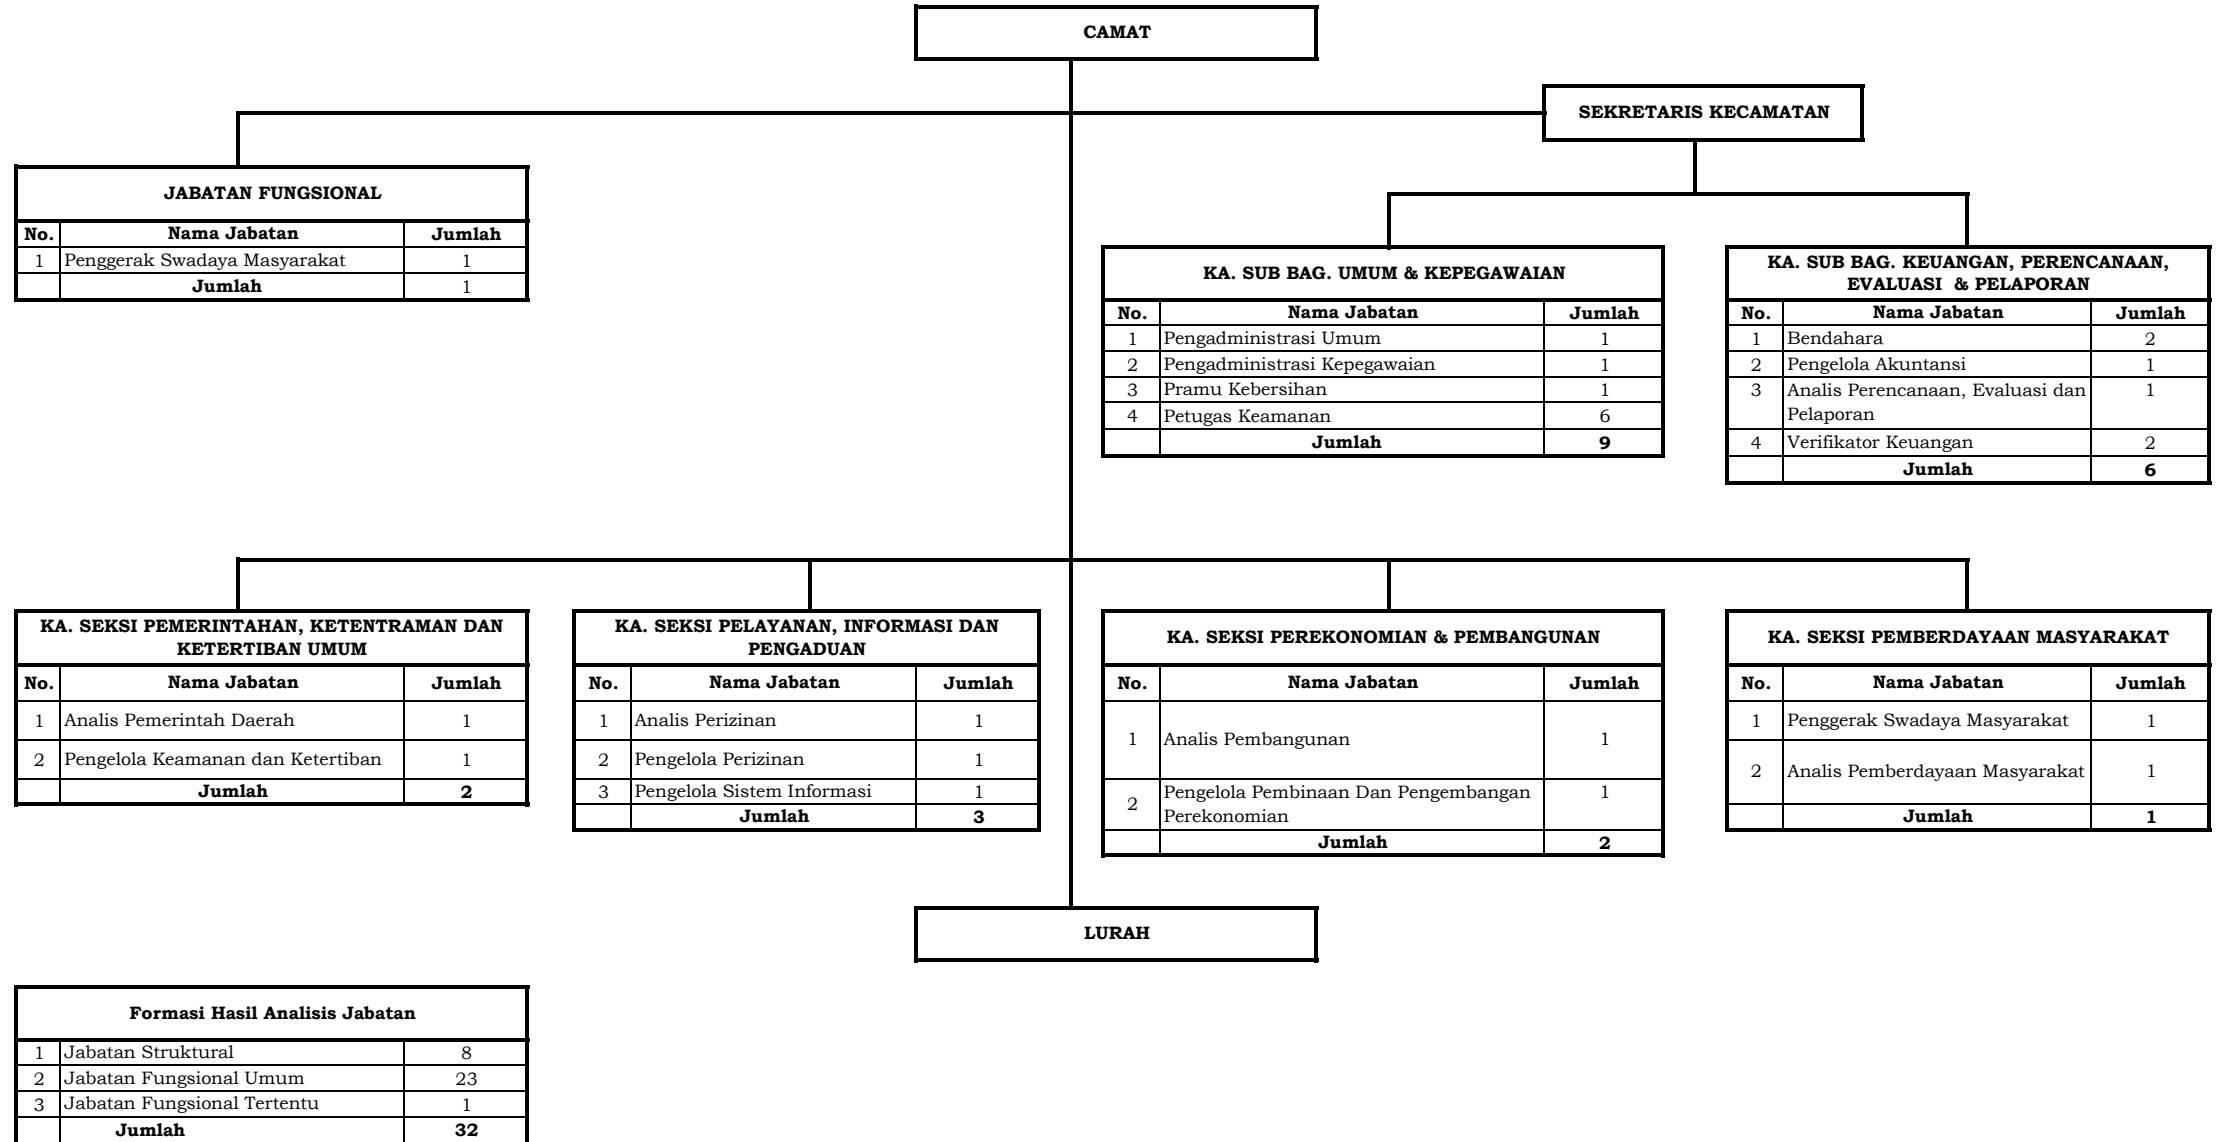 CAMAT
SEKRETARIS KECAMATAN
JABATAN FUNGSIONAL
No. Nama Jabatan Jumlah
1 Penggerak Swadaya Masyarakat 1
Jumlah 1
KA. SUB BAG. UMUM & KEPEGAWAIAN
No. Nama Jabatan Jumlah
1 Pengadministrasi Umum 1
2 Pengadministrasi Kepegawaian 1
3 Pramu Kebersihan 1
4 Petugas Keamanan 6
Jumlah 9
KA. SUB BAG. KEUANGAN, PERENCANAAN,
EVALUASI & PELAPORAN
No. Nama Jabatan Jumlah
1 Bendahara 2
2 Pengelola Akuntansi 1
3 Analis Perencanaan, Evaluasi dan 1
Pelaporan
4 Verifikator Keuangan 2
Jumlah 6
KA. SEKSI PEMERINTAHAN, KETENTRAMAN DAN
KETERTIBAN UMUM
No. Nama Jabatan Jumlah
1 Analis Pemerintah Daerah 1
2 Pengelola Keamanan dan Ketertiban 1
Jumlah 2
KA. SEKSI PELAYANAN, INFORMASI DAN
PENGADUAN
No. Nama Jabatan Jumlah
1 Analis Perizinan 1
2 Pengelola Perizinan 1
3 Pengelola Sistem Informasi 1
Jumlah 3
KA. SEKSI PEREKONOMIAN & PEMBANGUNAN
No. Nama Jabatan Jumlah
1 Analis Pembangunan 1
2 Pengelola Pembinaan Dan Pengembangan 1
Perekonomian
Jumlah 2
KA. SEKSI PEMBERDAYAAN MASYARAKAT
No. Nama Jabatan Jumlah
1 Penggerak Swadaya Masyarakat 1
2 Analis Pemberdayaan Masyarakat 1
Jumlah 1
LURAH
Formasi Hasil Analisis Jabatan
1 Jabatan Struktural 8
2 Jabatan Fungsional Umum 23
3 Jabatan Fungsional Tertentu 1
Jumlah 32